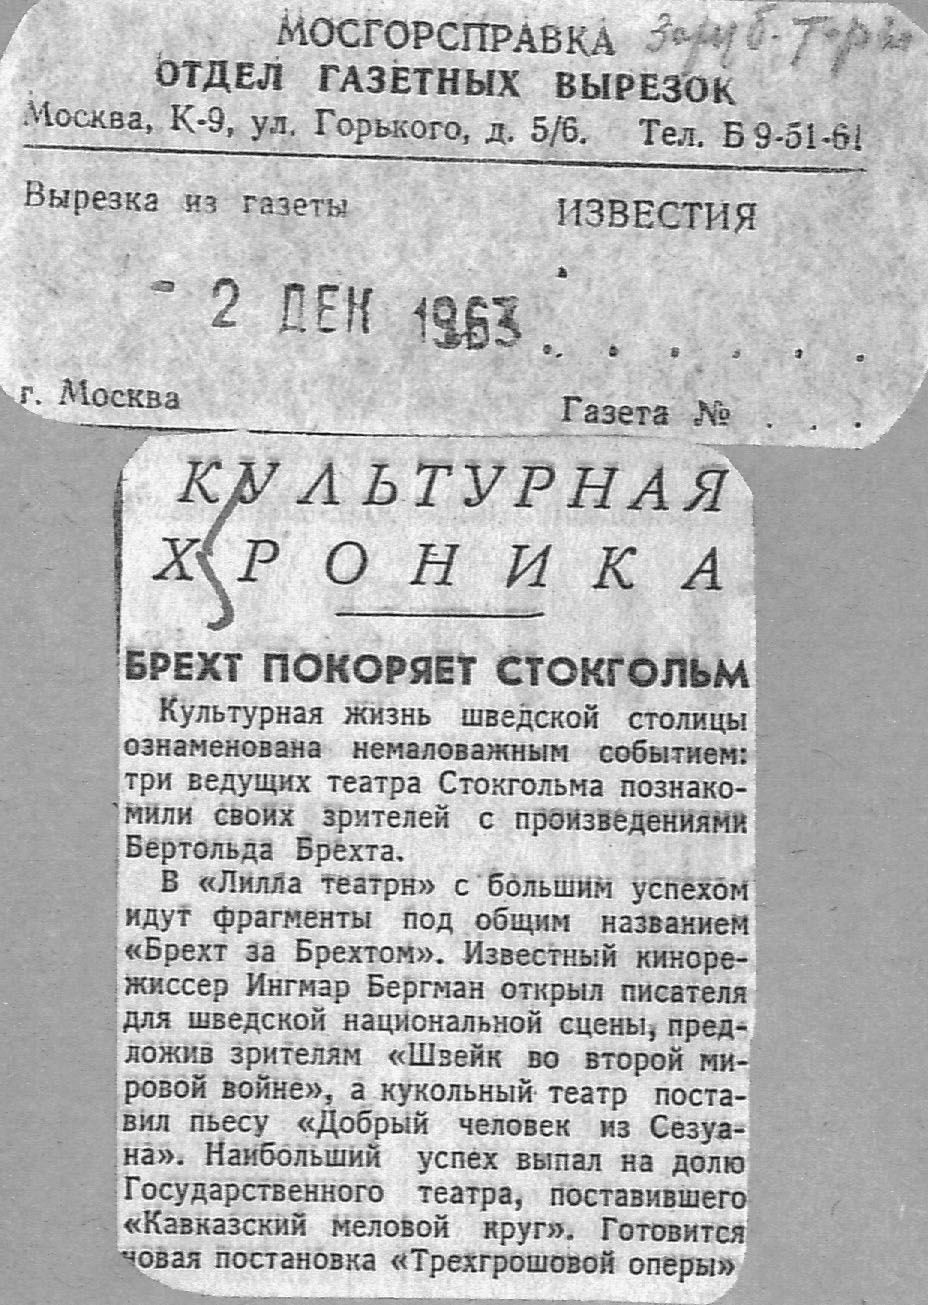 МОСГОРСПРАВКА
ОТДЕЛ ГАЗЕТНЫХ ВЫРЕЗОК
Москва, К-9, ул. Горького, д. 5/6. Тел. Б 9-51-61
Вырезка из газеты ИЗВЕСТИЯ
- 2 ДЕК 1963 . . . . . .
г. Москва Газета № . . .
КУЛЬТУРНАЯ
ХРОНИКА
БРЕХТ ПОКОРЯЕТ СТОКГОЛЬМ
Культурная жизнь шведской столицы
ознаменована немаловажным событием:
три ведущих театра Стокгольма познако-
мили своих зрителей с произведениями
Бертольда Брехта.
В «Лилла театрн» с большим успехом
идут фрагменты под общим названием
«Брехт за Брехтом». Известный киноре-
жиссер Ингмар Бергман открыл писателя
для шведской национальной сцены, пред-
ложив зрителям «Швейк во второй ми-
ровой войне», а кукольный театр поста-
вил пьесу «Добрый человек из Сезуа-
на». Наибольший успех выпал на долю
Государственного театра, поставившего
«Кавказский меловой круг». Готовится
новая постановка «Трехгрошовой оперы»